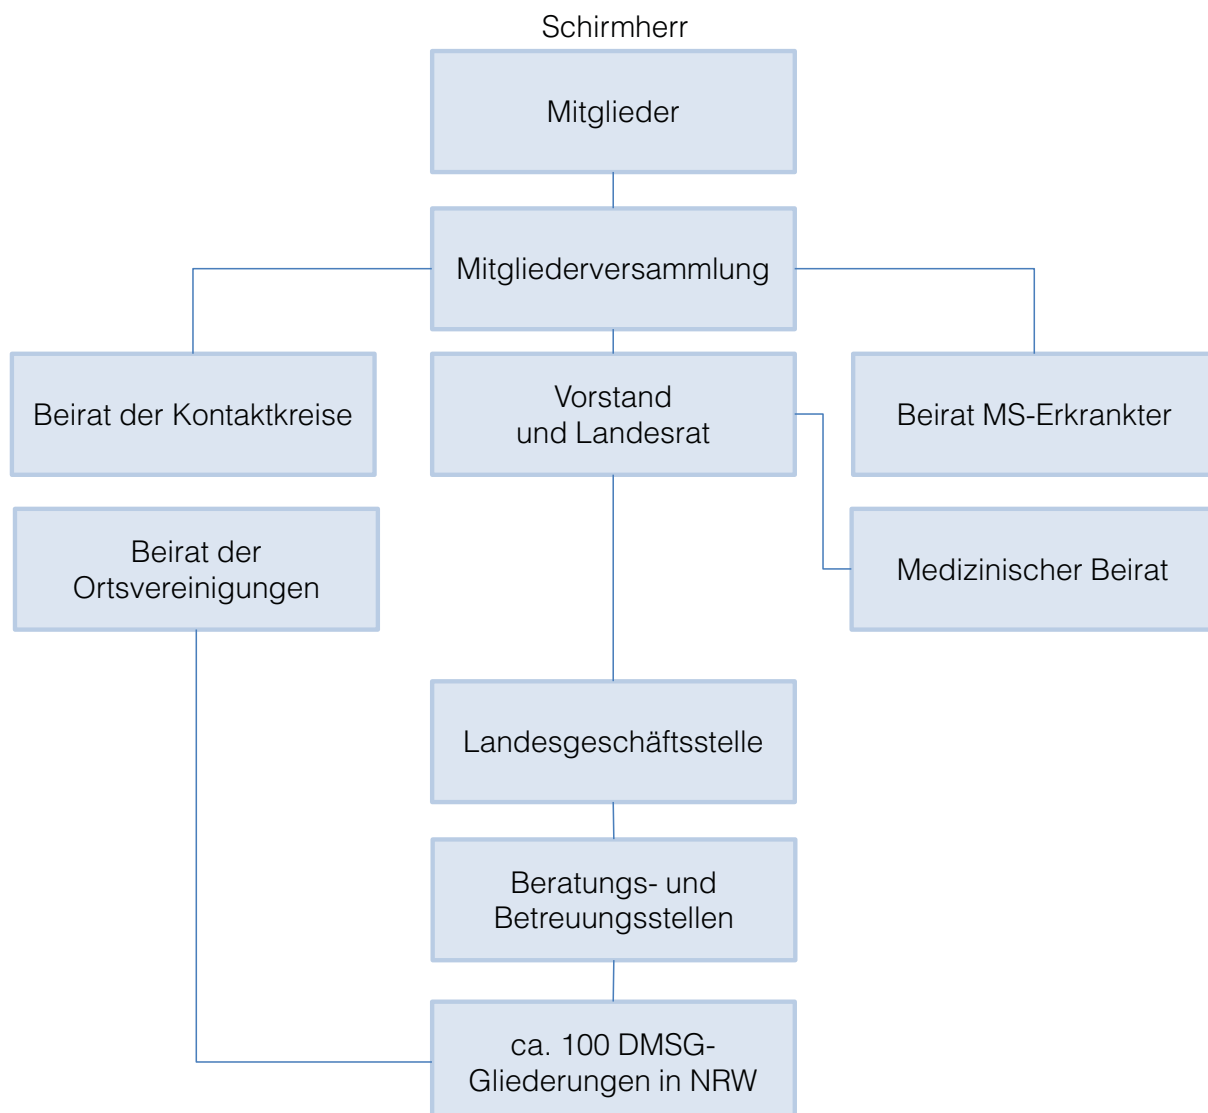 Schirmherr
Mitglieder
Mitgliederversammlung
Beirat der Kontaktkreise
Vorstand
und Landesrat
Beirat MS-Erkrankter
Beirat der
Ortsvereinigungen
Medizinischer Beirat
Landesgeschäftsstelle
Beratungs- und
Betreuungsstellen
ca. 100 DMSG-
Gliederungen in NRW